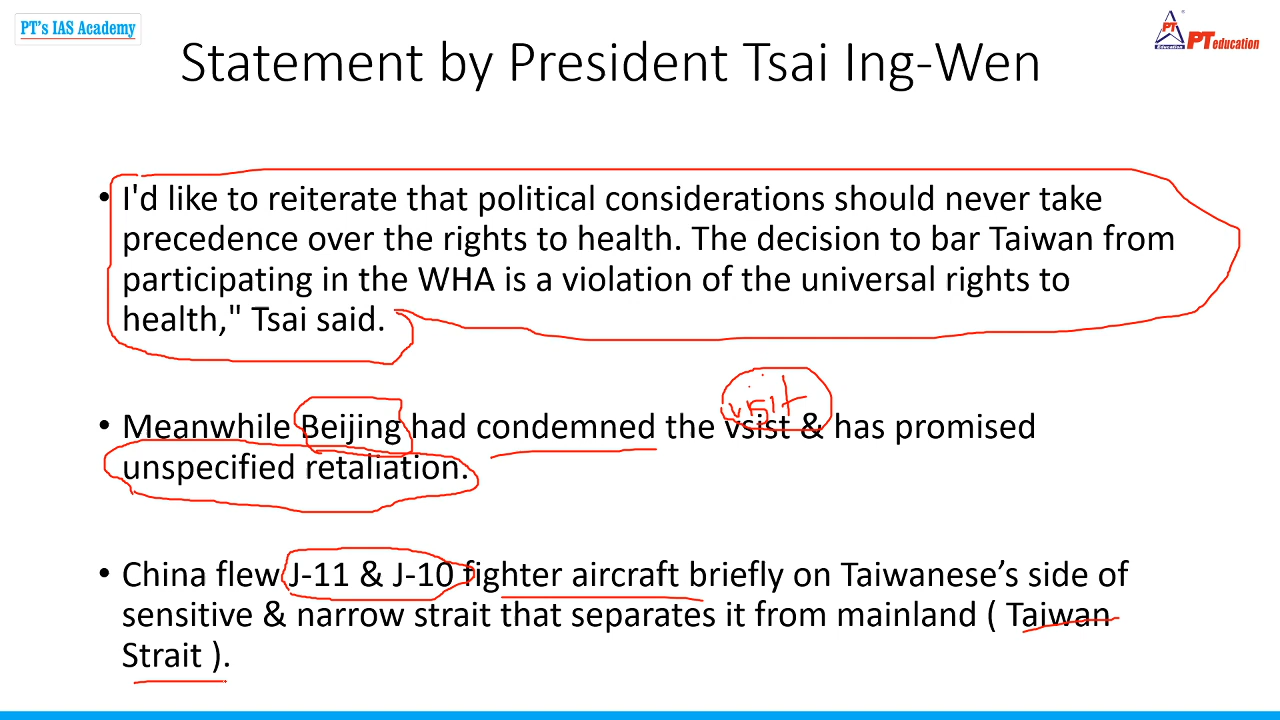 PT's IAS Academy
PT
Education
PT education
Statement by President Tsai Ing-Wen
• I'd like to reiterate that political considerations should never take
precedence over the rights to health. The decision to bar Taiwan from
participating in the WHA is a violation of the universal rights to
health," Tsai said.
visit
• Meanwhile Beijing had condemned the vsist & has promised
unspecified retaliation.
• China flew J-11 & J-10 fighter aircraft briefly on Taiwanese's side of
sensitive & narrow strait that separates it from mainland ( Taiwan
Strait ).